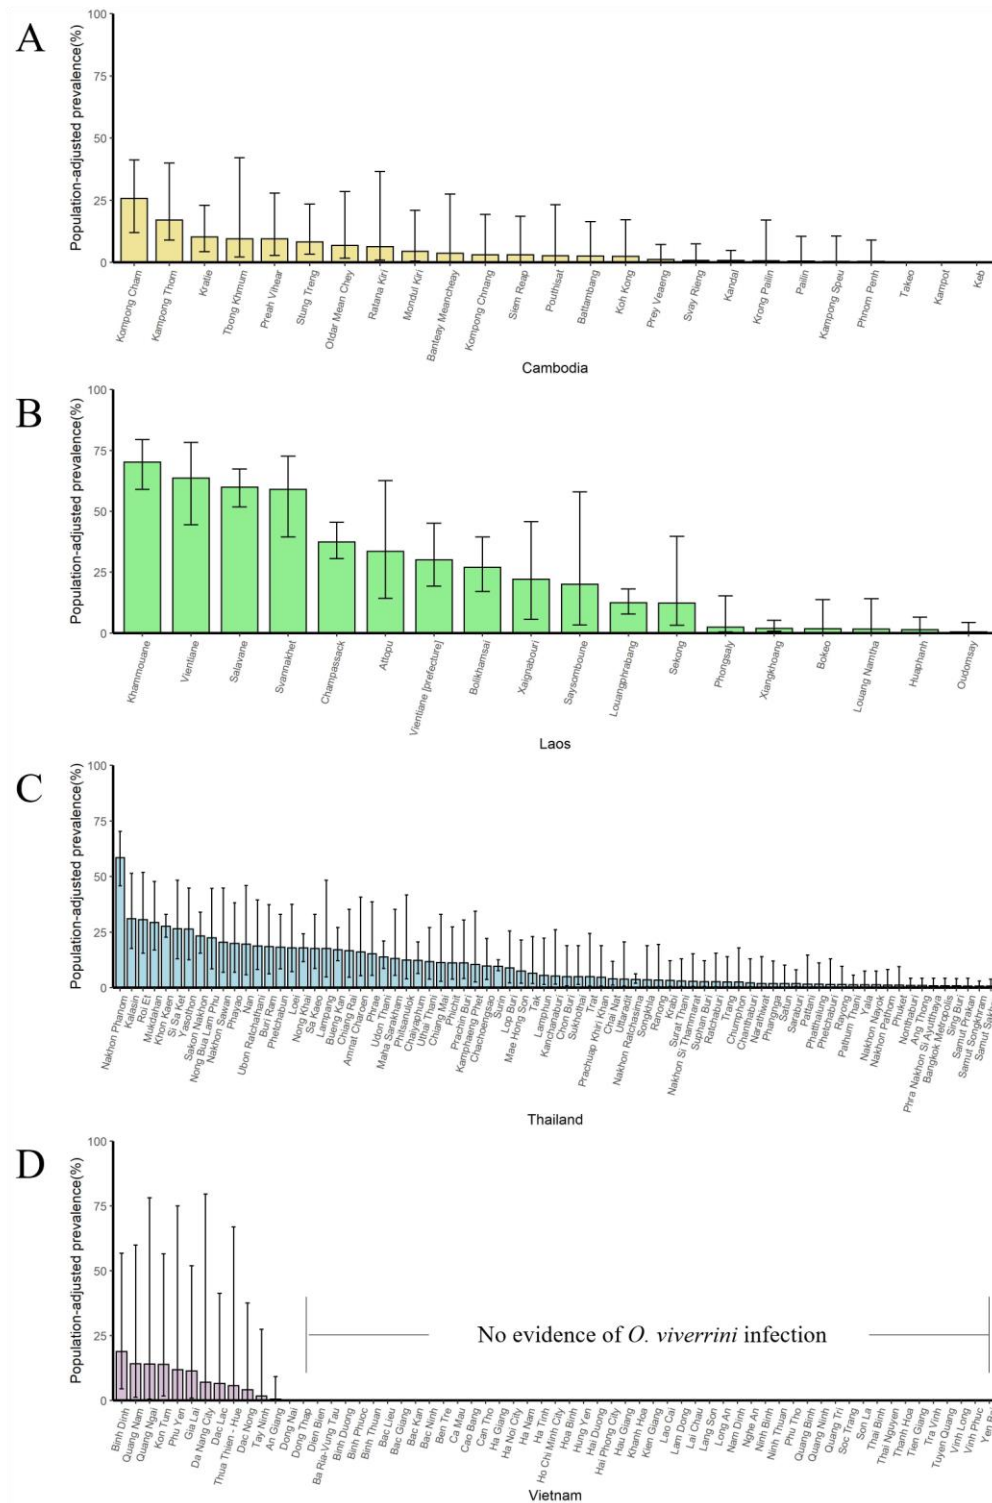 A
Population-adjusted prevalence(%)
100
75
50
25
0
Kompong Cham
Kampong Thom
Kratie
Tbong Khmum
Preah Vihear
Stung Treng
Otdar Mean Chey
Ratana Kiri
Mondul Kiri
Banteay Meancheay
Kompong Chnang
Siem Reap
Pouthisat
Battambang
Koh Kong
Prey Veaeng
Svay Rieng
Kandal
Krong Pailin
Pailin
Kampong Speu
Phnom Penh
Takeo
Kampot
Keb
Cambodia
B
Population-adjusted prevalence(%)
100
75
50
25
0
Khammouane
Vientiane
Salavane
Svannakhet
Champassack
Attopu
Vientiane [prefecture]
Bolikhamsai
Xaignabouri
Saysomboune
Louangphrabang
Sekong
Phongsaly
Xiangkhoang
Bokeo
Louang Namtha
Huaphanh
Oudomsay
Laos
C
Population-adjusted prevalence(%)
100
75
50
25
0
Nakhon Phanom
Kalasin
Roi Et
Mukdahan
Khon Kaen
Si Sa Ket
Yasothon
Sakon Nakhon
Nong Bua Lam Phu
Nakhon Sawan
Phayao
Nan
Ubon Ratchathani
Buri Ram
Phetchabun
Loei
Nong Khai
Sa Kaeo
Lampang
Bueng Kan
Chiang Rai
Amnat Charoen
Phrae
Udon Thani
Maha Sarakham
Phitsanulok
Chaiyaphum
Uthai Thani
Chiang Mai
Phichit
Prachin Buri
Kamphaeng Phet
Chachoengsao
Surin
Lop Buri
Mae Hong Son
Tak
Lamphun
Kanchanaburi
Chon Buri
Sukhothai
Trat
Prachuap Khiri Khan
Chai Nat
Uttaradit
Nakhon Ratchasima
Songkhla
Ranong
Krabi
Surat Thani
Nakhon Si Thammarat
Suphan Buri
Ratchaburi
Trang
Chumphon
Chanthaburi
Narathiwat
Phangnga
Satun
Saraburi
Pattani
Phatthalung
Phetchaburi
Rayong
Pathum Thani
Yala
Nakhon Nayok
Nakhon Pathom
Phuket
Nonthaburi
Ang Thong
Phra Nakhon Si Ayutthaya
Bangkok Metropolis
Sing Buri
Samut Prakan
Samut Songkhram
Samut Sakhon
Thailand
D
Population-adjusted prevalence(%)
100
75
50
25
0
No evidence of O. viverrini infection
Binh Dinh
Quang Nam
Quang Ngai
Kon Tum
Phu Yen
Gia Lai
Da Nang City
Dac Lac
Thua Thien - Hue
Dac Nong
Tay Ninh
An Giang
Dong Nai
Dong Thap
Dien Bien
Ba Ria-Vung Tau
Binh Duong
Binh Phuoc
Binh Thuan
Bac Lieu
Bac Giang
Bac Kan
Bac Ninh
Ben Tre
Ca Mau
Cao Bang
Can Tho
Ha Giang
Ha Noi City
Ha Nam
Ha Tinh
Ho Chi Minh City
Hoa Binh
Hung Yen
Hai Duong
Hai Phong City
Hau Giang
Khanh Hoa
Kien Giang
Lao Cai
Lam Dong
Lai Chau
Lang Son
Long An
Nam Dinh
Nghe An
Ninh Binh
Ninh Thuan
Phu Tho
Quang Binh
Quang Ninh
Quang Tri
Soc Trang
Son La
Thai Binh
Thai Nguyen
Thanh Hoa
Tien Giang
Tra Vinh
Tuyen Quang
Vinh Long
Vinh Phuc
Yen Bai
Vietnam